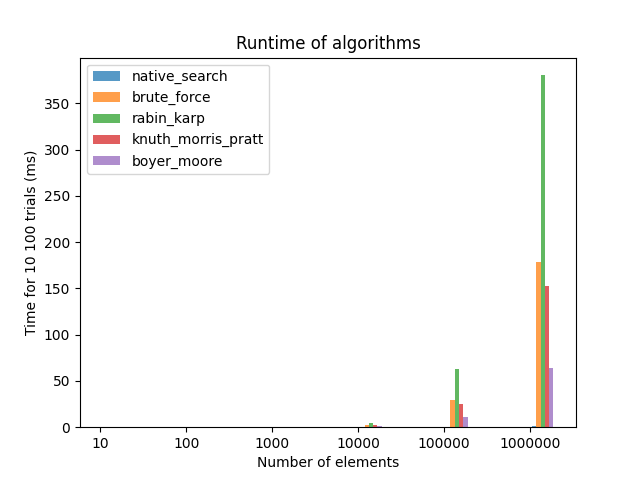 Runtime of algorithms
native_search
brute_force
rabin_karp
knuth_morris_pratt
boyer_moore
Time for 10 100 trials (ms)
350
300
250
200
150
100
50
0
10 100 1000 10000 100000 1000000
Number of elements